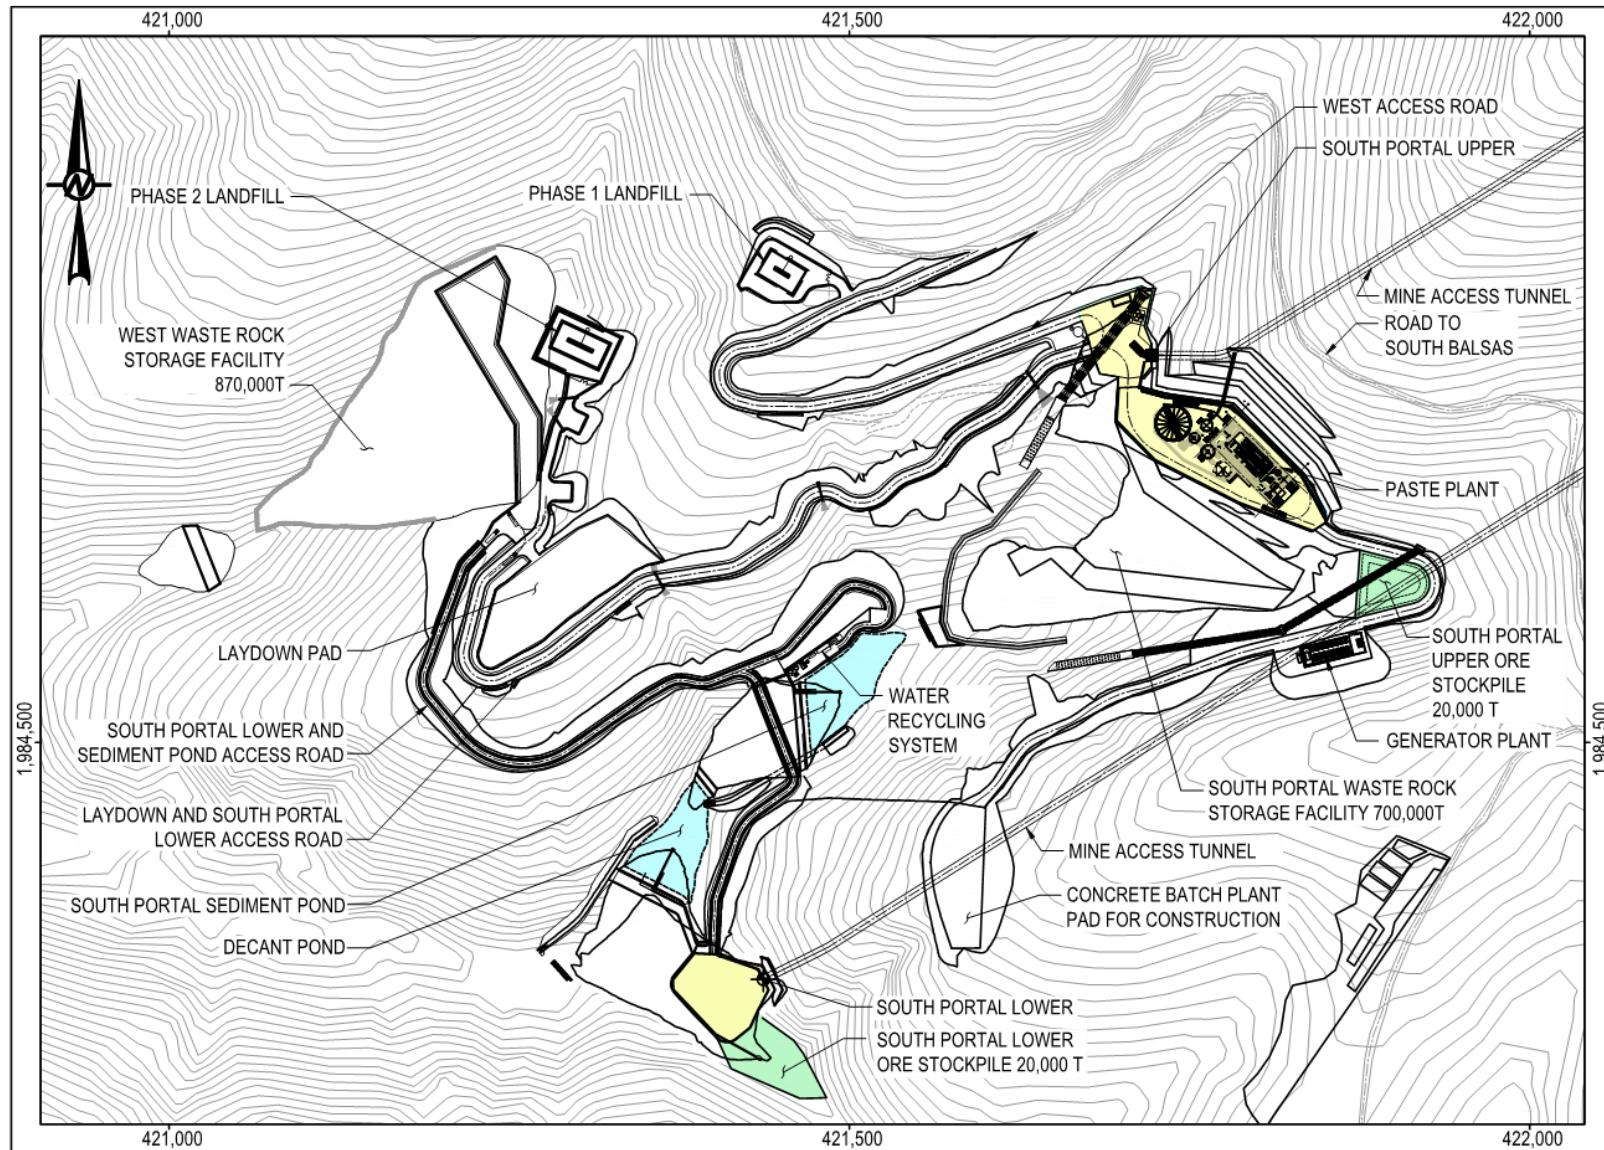 421,000
421,500
422,000
WEST ACCESS ROAD
SOUTH PORTAL UPPER
N
PHASE 2 LANDFILL
PHASE 1 LANDFILL
MINE ACCESS TUNNEL
ROAD TO
SOUTH BALSAS
WEST WASTE ROCK
STORAGE FACILITY
870,000T
PASTE PLANT
LAYDOWN PAD
SOUTH PORTAL
UPPER ORE
STOCKPILE
20,000 T
WATER
RECYCLING
SYSTEM
SOUTH PORTAL LOWER AND
SEDIMENT POND ACCESS ROAD
GENERATOR PLANT
1,984,500
1,984,500
SOUTH PORTAL WASTE ROCK
STORAGE FACILITY 700,000T
LAYDOWN AND SOUTH PORTAL
LOWER ACCESS ROAD
MINE ACCESS TUNNEL
CONCRETE BATCH PLANT
PAD FOR CONSTRUCTION
SOUTH PORTAL SEDIMENT POND
DECANT POND
SOUTH PORTAL LOWER
SOUTH PORTAL LOWER
ORE STOCKPILE 20,000 T
421,000
421,500
422,000